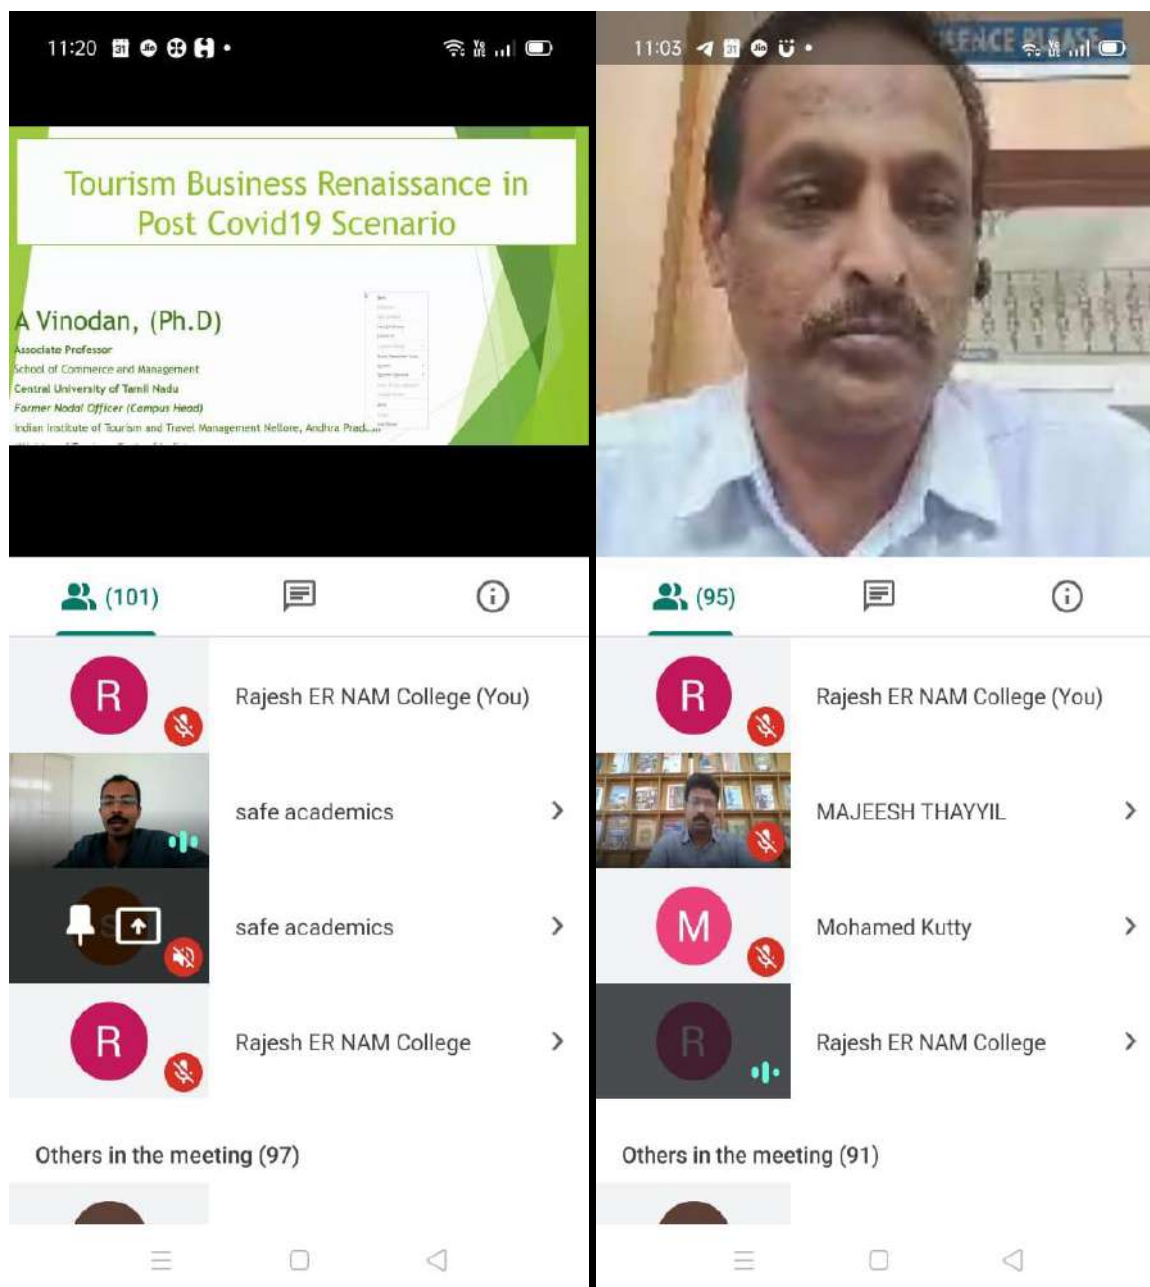 11:20
Tourism Business Renaissance in
Post Covid19 Scenario
A Vinodan, (Ph.D)
Associate Professor
School of Commerce and Management
Central University of Tamil Nadu
Former Nodal Officer (Campus Head)
Indian Institute of Tourism and Travel Management Nellore, Andhra
(101)
R
Rajesh ER NAM College (You)
safe academics
S
safe academics
R
Rajesh ER NAM College
Others in the meeting (97)
11:03
PLEASE
(95)
R
Rajesh ER NAM College (You)
MAJEESH THAYYIL
M
Mohamed Kutty
R
Rajesh ER NAM College
Others in the meeting (91)